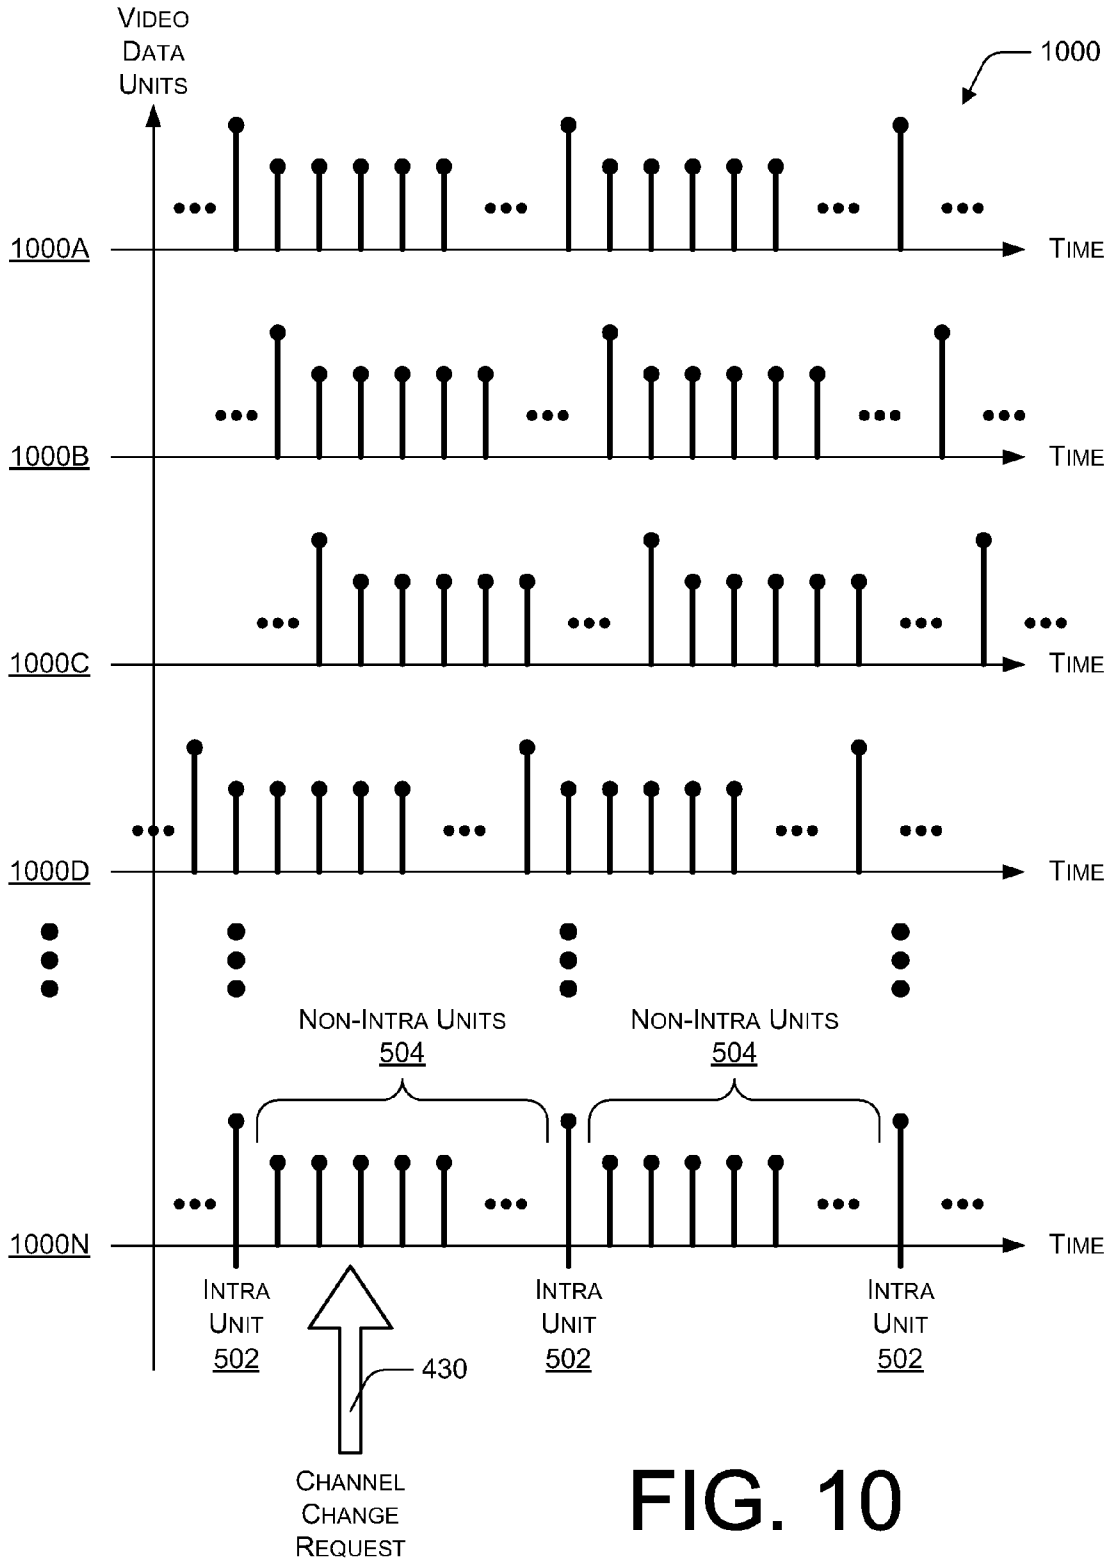 VIDEO
DATA
UNITS
1000
1000A
TIME
1000B
TIME
1000C
TIME
1000D
TIME
NON-INTRA UNITS
504
NON-INTRA UNITS
504
1000N
TIME
INTRA
UNIT
502
INTRA
UNIT
502
INTRA
UNIT
502
430
CHANNEL
CHANGE
REQUEST
FIG. 10